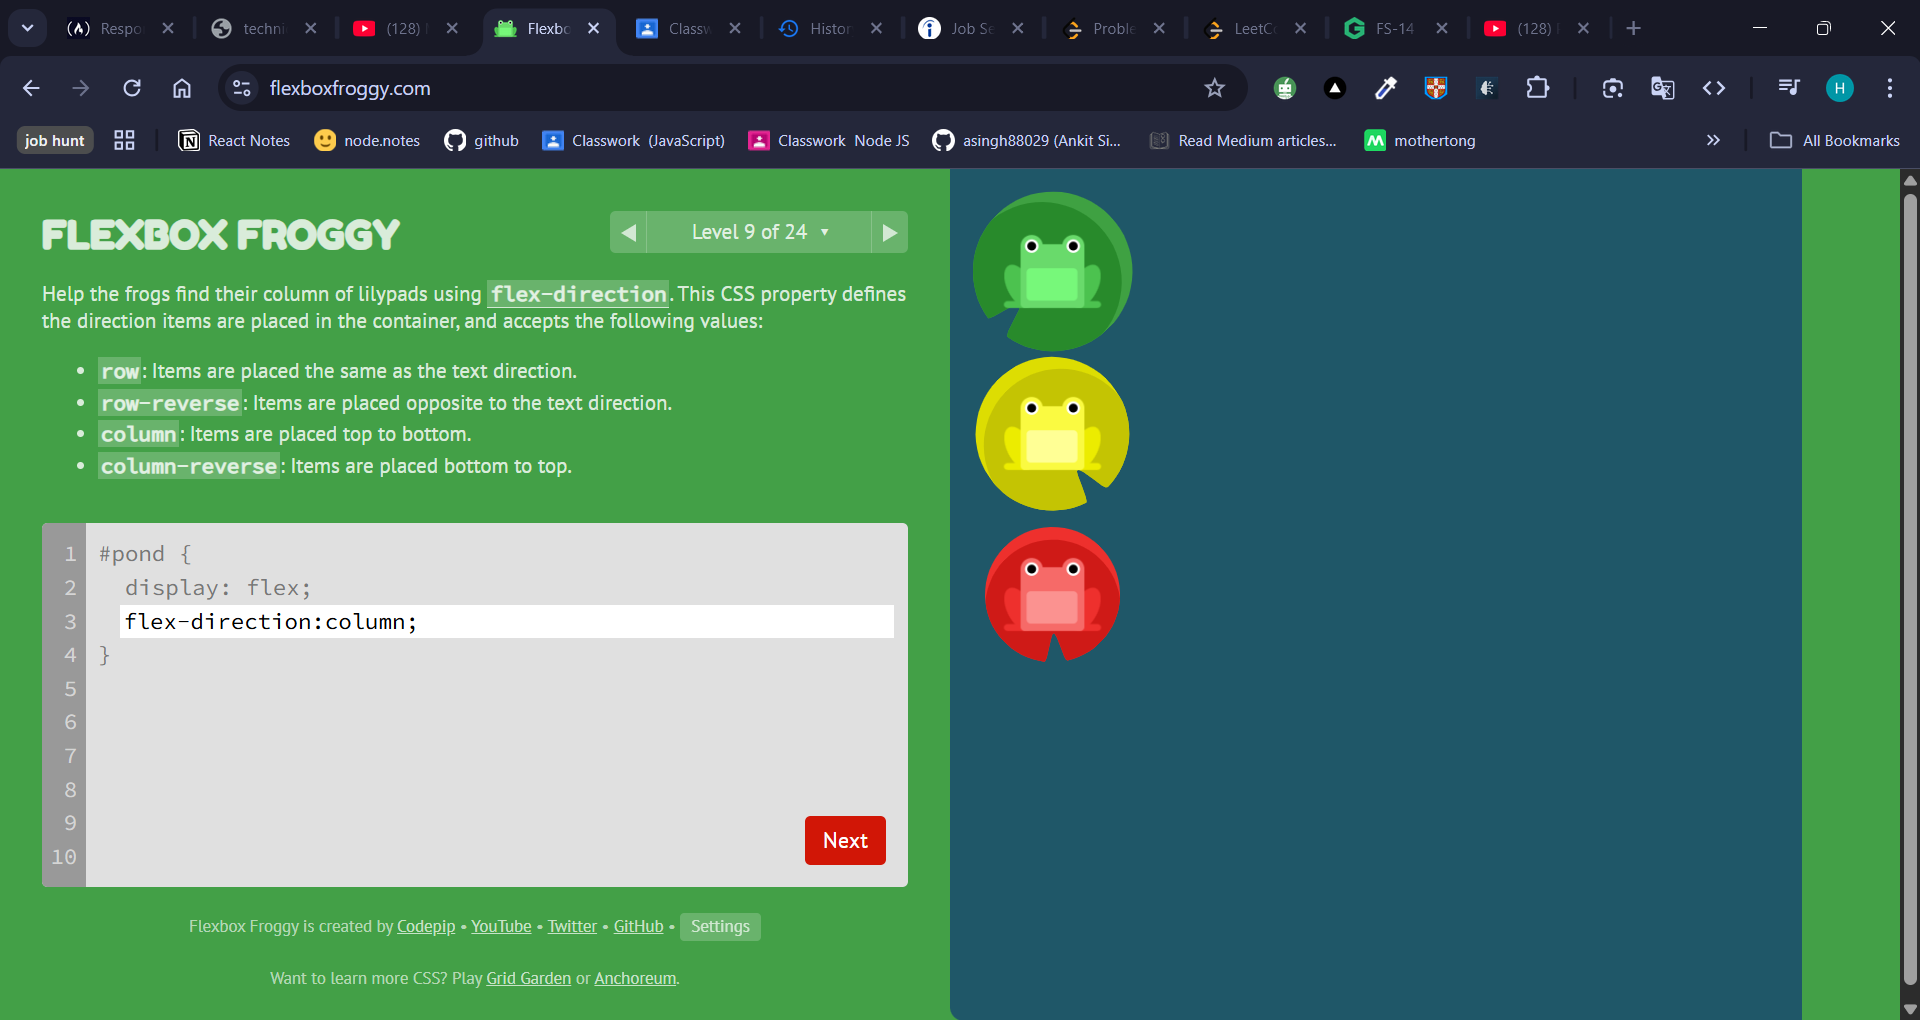 Respo
techni
(128)
Flexbo
Classw
Histor
Job Se
Proble
LeetCo
FS-14
(128)
flexboxfroggy.com
H
job hunt
React Notes
node.notes
github
Classwork (JavaScript)
Classwork Node JS
asingh88029 (Ankit Si...
Read Medium articles...
mothertong
All Bookmarks
FLEXBOX FROGGY
Level 9 of 24
Help the frogs find their column of lilypads using flex-direction. This CSS property defines
the direction items are placed in the container, and accepts the following values:
• row: Items are placed the same as the text direction.
• row-reverse: Items are placed opposite to the text direction.
• column: Items are placed top to bottom.
• column-reverse: Items are placed bottom to top.
1 #pond {
2 display: flex;
3 flex-direction:column;
4 }
5
6
7
8
9
10
Next
Flexbox Froggy is created by Codepip • YouTube • Twitter • GitHub • Settings
Want to learn more CSS? Play Grid Garden or Anchoreum.